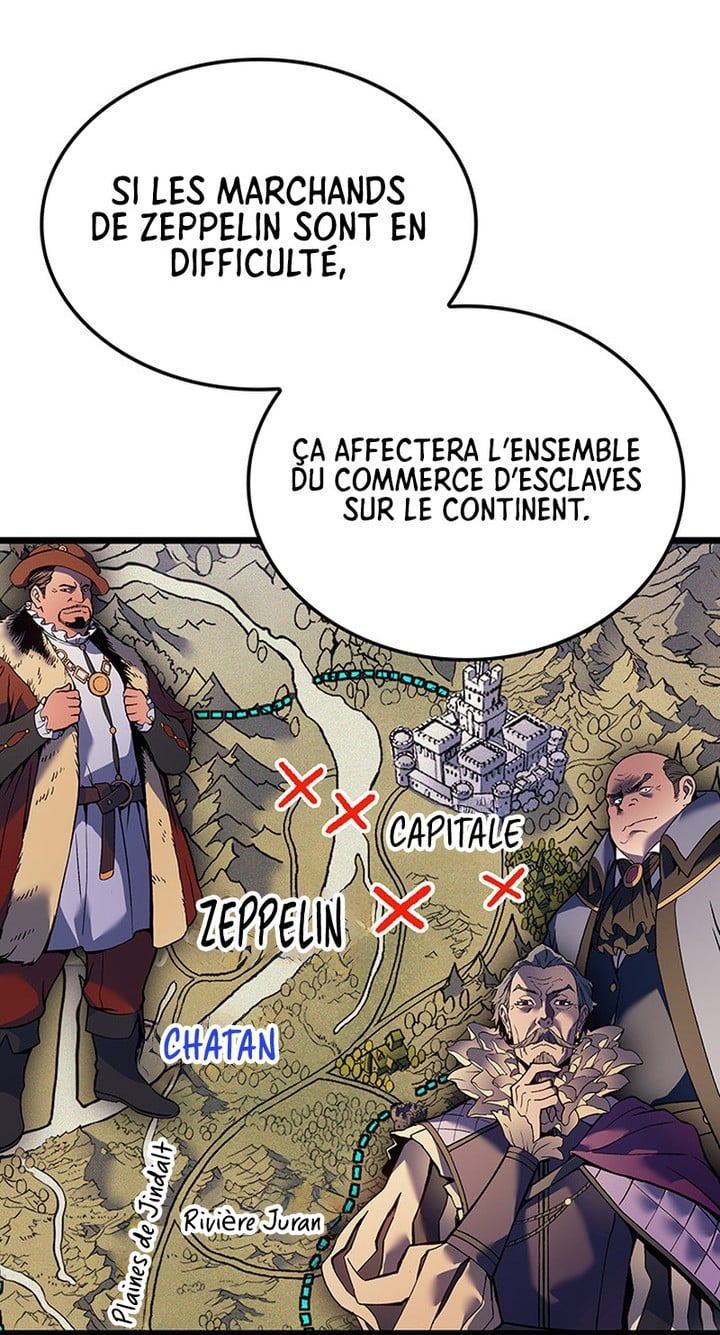 SI LES MARCHANDS
DE ZEPPELIN SONT EN
DIFFICULTÉ,
ÇA AFFECTERA L'ENSEMBLE
DU COMMERCE D'ESCLAVES
SUR LE CONTINENT.
CAPITALE
ZEPPELIN
CHATAN
Plaines de Jindalt
Rivière Juran